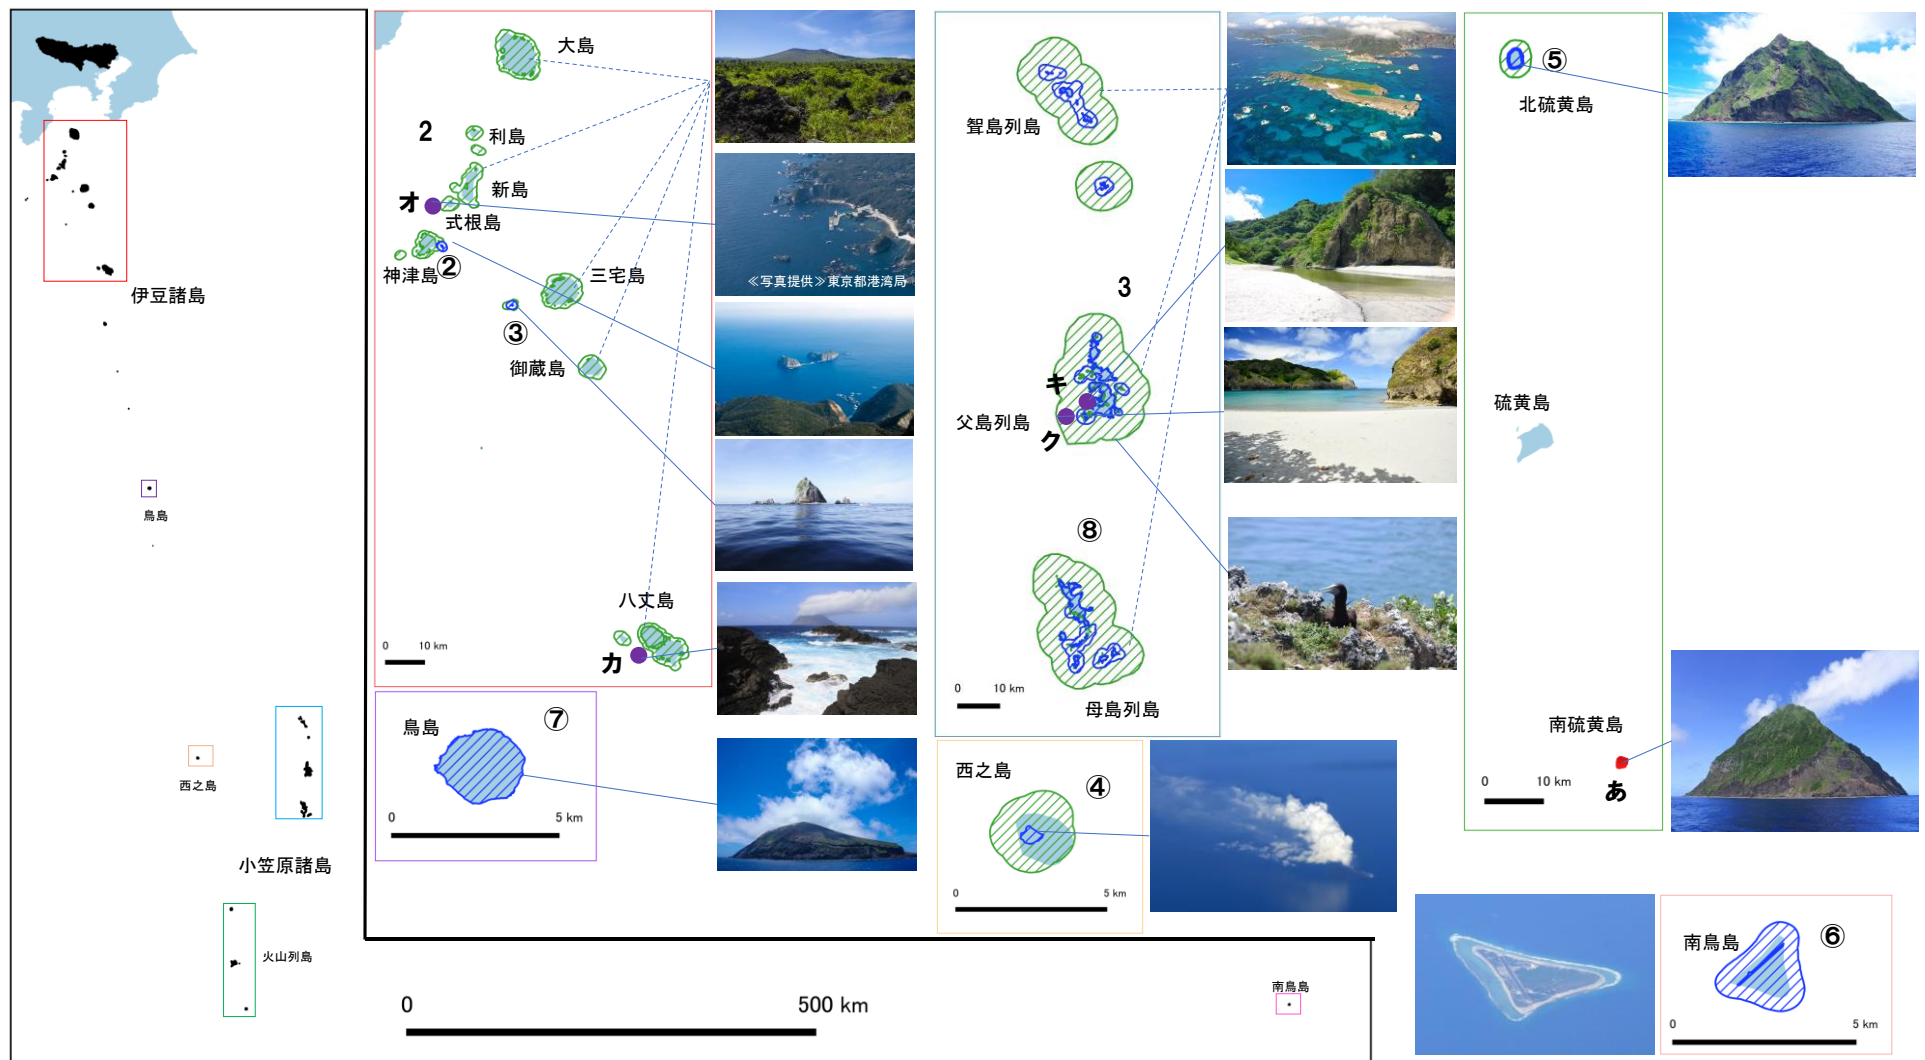 伊豆諸島
鳥島
西之島
小笠原諸島
火山列島
0 500 km
南鳥島
大島
2
利島
新島
オ
式根島
神津島
②
三宅島
③
御蔵島
八丈島
カ
0 10 km
≪写真提供≫東京都港湾局
鳥島
⑦
0 5 km
聟島列島
3
キ
父島列島
ク
⑧
0 10 km
母島列島
西之島
④
0 5 km
⑤
北硫黄島
硫黄島
南硫黄島
0 10 km
あ
南鳥島
⑥
0 5 km